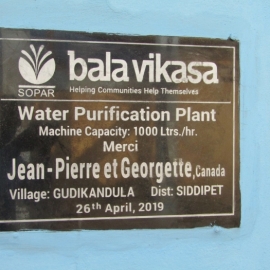 SOPAR
bala vikasa
Helping Communities Help Themselves
Water Purification Plant
Machine Capacity: 1000 Ltrs./hr.
Merci
Jean-Pierre et Georgette, Canada
Village: GUDIKANDULA Dist: SIDDIPET
26th April, 2019